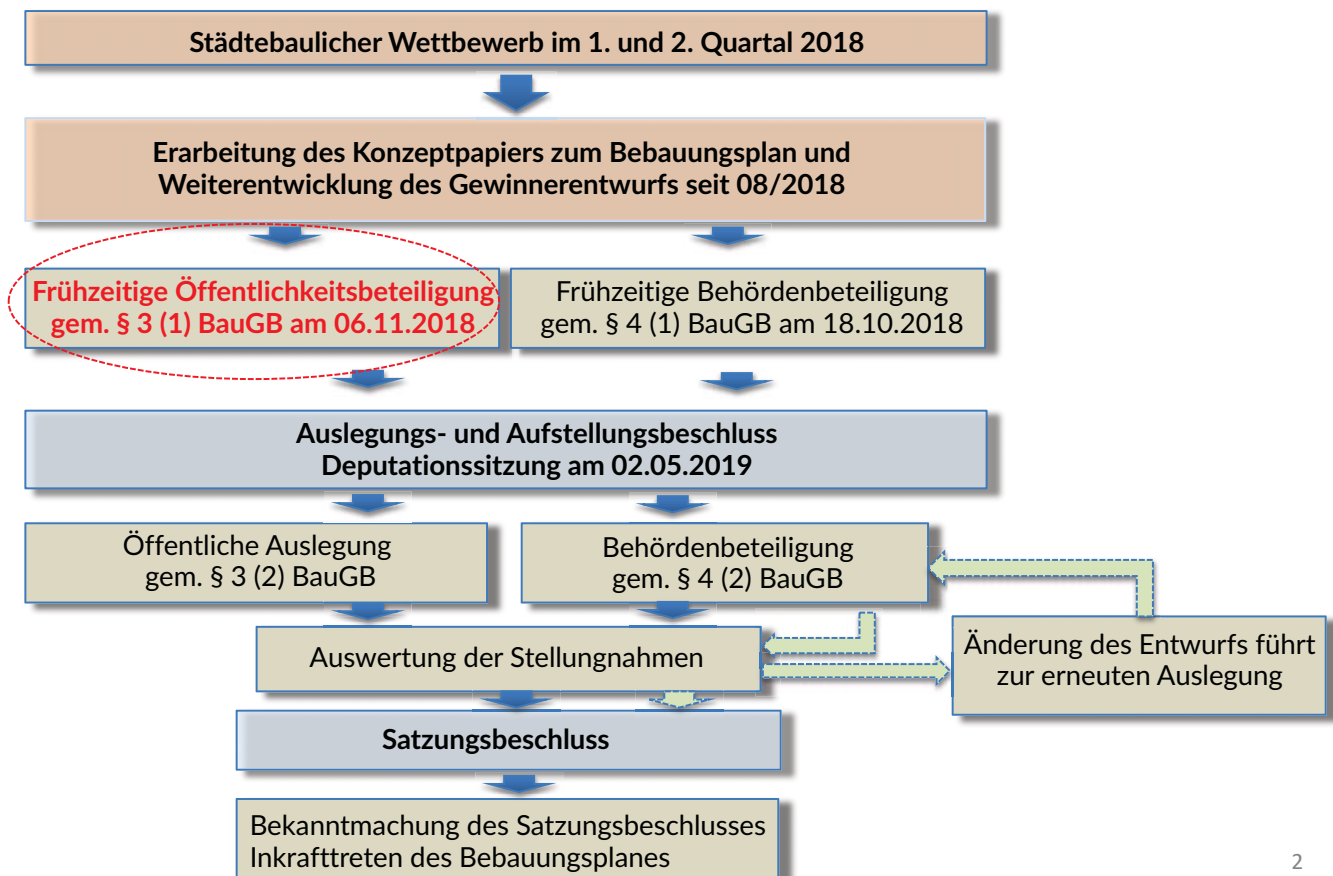 Städtebaulicher Wettbewerb im 1. und 2. Quartal 2018
Erarbeitung des Konzeptpapiers zum Bebauungsplan und
Weiterentwicklung des Gewinnerentwurfs seit 08/2018
Frühzeitige Öffentlichkeitsbeteiligung
gem. § 3 (1) BauGB am 06.11.2018
Frühzeitige Behördenbeteiligung
gem. § 4 (1) BauGB am 18.10.2018
Auslegungs- und Aufstellungsbeschluss
Deputationssitzung am 02.05.2019
Öffentliche Auslegung
gem. § 3 (2) BauGB
Behördenbeteiligung
gem. § 4 (2) BauGB
Auswertung der Stellungnahmen
Änderung des Entwurfs führt
zur erneuten Auslegung
Satzungsbeschluss
Bekanntmachung des Satzungsbeschlusses
Inkrafttreten des Bebauungsplanes
2